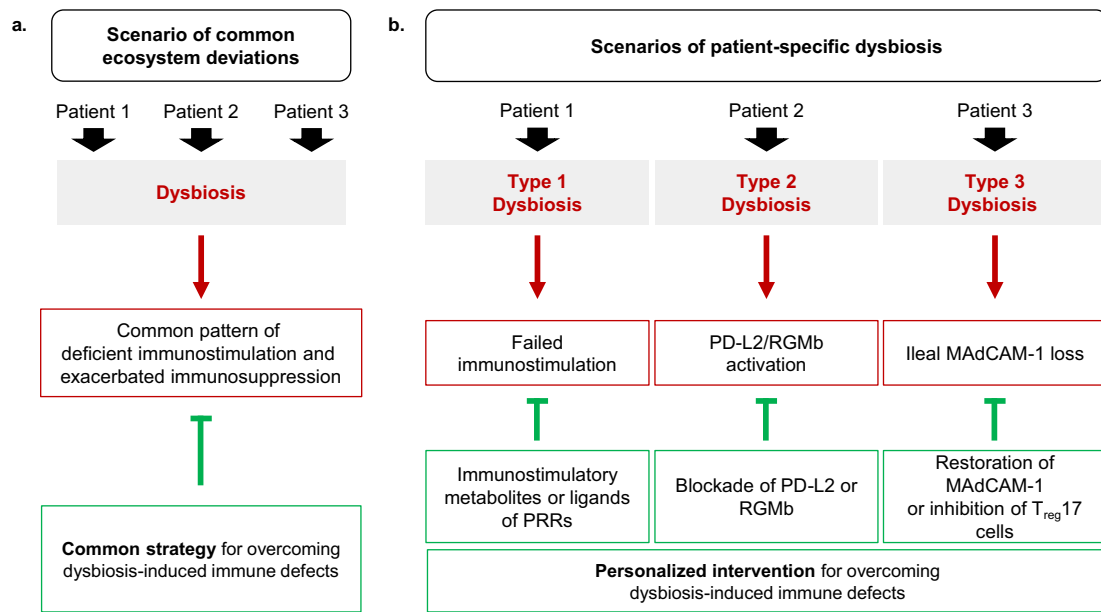 a.
Scenario of common
ecosystem deviations
Patient 1
Patient 2
Patient 3
Dysbiosis
Common pattern of
deficient immunostimulation and
exacerbated immunosuppression
Common strategy for overcoming
dysbiosis-induced immune defects
b.
Scenarios of patient-specific dysbiosis
Patient 1
Patient 2
Patient 3
Type 1
Dysbiosis
Type 2
Dysbiosis
Type 3
Dysbiosis
Failed
immunostimulation
PD-L2/RGMb
activation
Ileal MAdCAM-1 loss
Immunostimulatory
metabolites or ligands
of PRRs
Blockade of PD-L2 or
RGMb
Restoration of
MAdCAM-1
or inhibition of Treg17
cells
Personalized intervention for overcoming
dysbiosis-induced immune defects